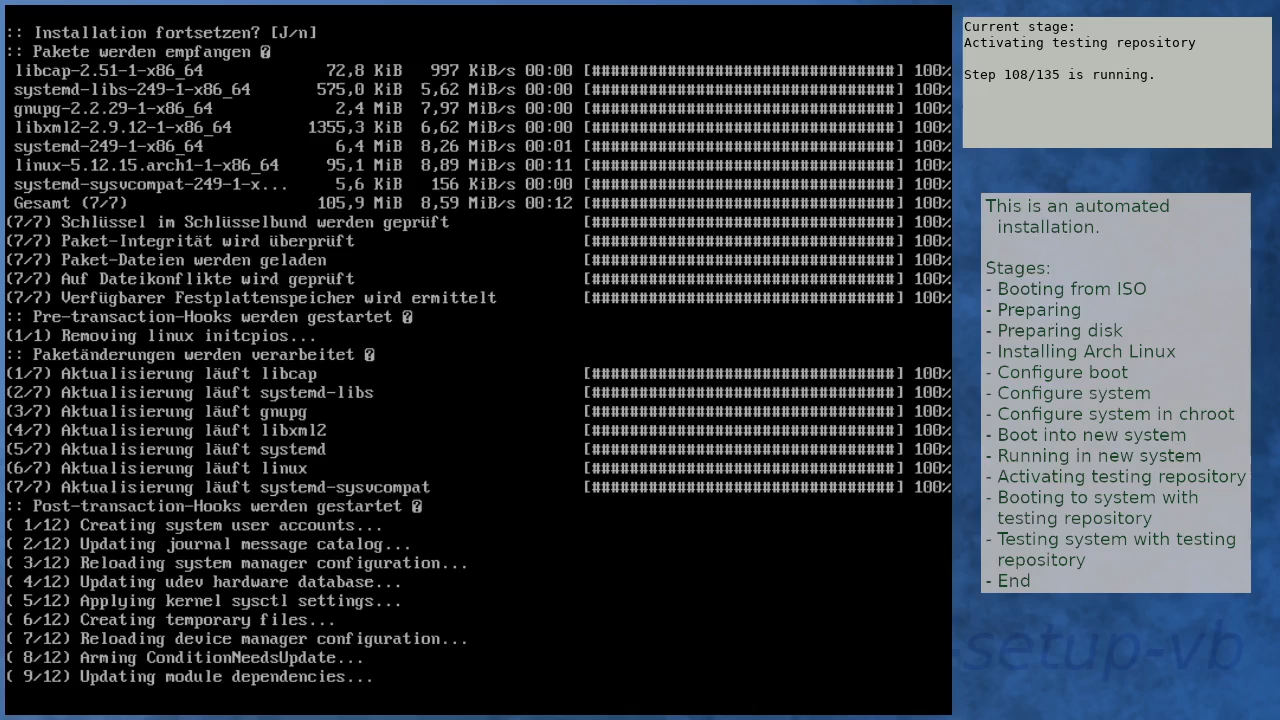 :: Installation fortsetzen? [J/n]
:: Pakete werden empfangen �
libcap-2.51-1-x86_64 72,8 KiB 997 KiB/s 00:00 [################################] 100%
systemd-libs-249-1-x86_64 575,0 KiB 5,62 MiB/s 00:00 [################################] 100%
gnupg-2.2.29-1-x86_64 2,4 MiB 7,97 MiB/s 00:00 [################################] 100%
libxml2-2.9.12-1-x86_64 1355,3 KiB 6,62 MiB/s 00:00 [################################] 100%
systemd-249-1-x86_64 6,4 MiB 8,26 MiB/s 00:01 [################################] 100%
linux-5.12.15.arch1-1-x86_64 95,1 MiB 8,89 MiB/s 00:11 [################################] 100%
systemd-sysvcompat-249-1-x... 5,6 KiB 156 KiB/s 00:00 [################################] 100%
Gesamt (7/7) 105,9 MiB 8,59 MiB/s 00:12 [################################] 100%
(7/7) Schlüssel im Schlüsselbund werden geprüft [################################] 100%
(7/7) Paket-Integrität wird überprüft [################################] 100%
(7/7) Paket-Dateien werden geladen [################################] 100%
(7/7) Auf Dateikonflikte wird geprüft [################################] 100%
(7/7) Verfügbarer Festplattenspeicher wird ermittelt [################################] 100%
:: Pre-transaction-Hooks werden gestartet �
(1/1) Removing linux initcpios...
:: Paketänderungen werden verarbeitet �
(1/7) Aktualisierung läuft libcap [################################] 100%
(2/7) Aktualisierung läuft systemd-libs [################################] 100%
(3/7) Aktualisierung läuft gnupg [################################] 100%
(4/7) Aktualisierung läuft libxml2 [################################] 100%
(5/7) Aktualisierung läuft systemd [################################] 100%
(6/7) Aktualisierung läuft linux [################################] 100%
(7/7) Aktualisierung läuft systemd-sysvcompat [################################] 100%
:: Post-transaction-Hooks werden gestartet �
( 1/12) Creating system user accounts...
( 2/12) Updating journal message catalog...
( 3/12) Reloading system manager configuration...
( 4/12) Updating udev hardware database...
( 5/12) Applying kernel sysctl settings...
( 6/12) Creating temporary files...
( 7/12) Reloading device manager configuration...
( 8/12) Arming ConditionNeedsUpdate...
( 9/12) Updating module dependencies...
Current stage:
Activating testing repository
Step 108/135 is running.
This is an automated
installation.
Stages:
- Booting from ISO
- Preparing
- Preparing disk
- Installing Arch Linux
- Configure boot
- Configure system
- Configure system in chroot
- Boot into new system
- Running in new system
- Activating testing repository
- Booting to system with
testing repository
- Testing system with testing
repository
- End
-setup-vb